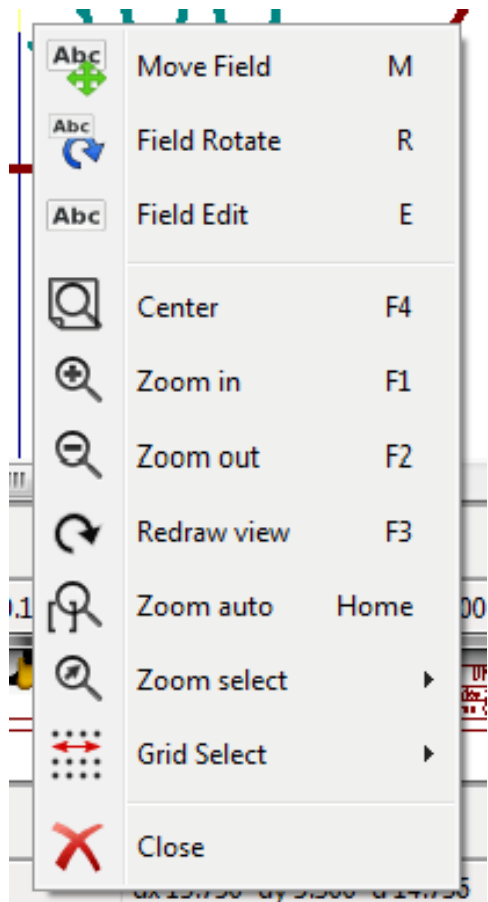 Abc Move Field M
Abc Field Rotate R
Abc Field Edit E
Center F4
Zoom in F1
Zoom out F2
Redraw view F3
Zoom auto Home
Zoom select
Grid Select
Close